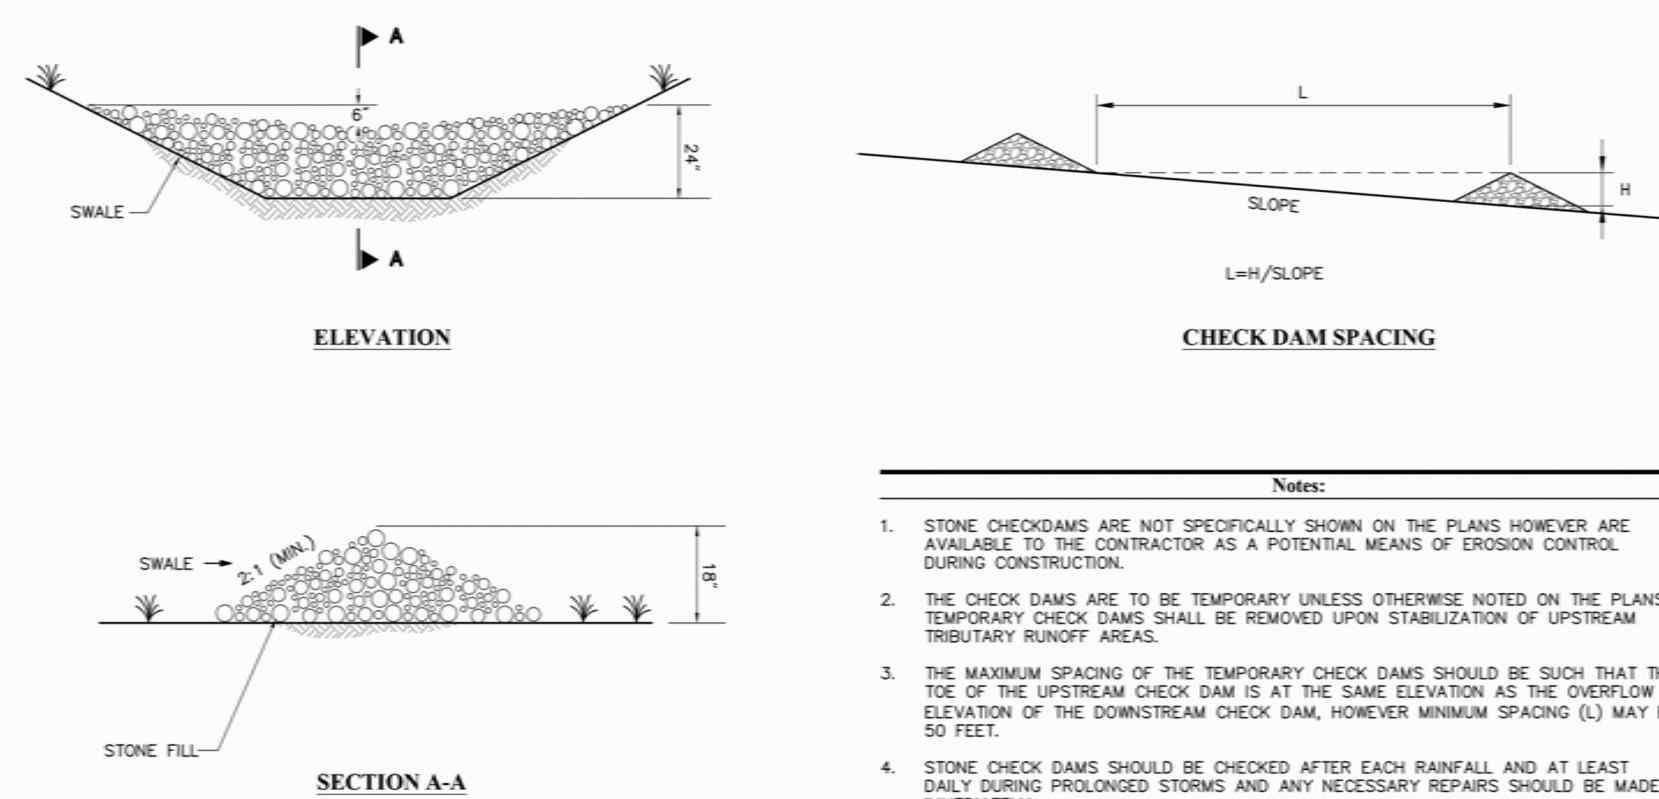 A
6"
24"
SWALE
A
ELEVATION
L
H
SLOPE
L=H/SLOPE
CHECK DAM SPACING
SWALE
2:1 (MIN.)
18"
STONE FILL
SECTION A-A
Notes:
1. STONE CHECKDAMS ARE NOT SPECIFICALLY SHOWN ON THE PLANS HOWEVER ARE
AVAILABLE TO THE CONTRACTOR AS A POTENTIAL MEANS OF EROSION CONTROL
DURING CONSTRUCTION.
2. THE CHECK DAMS ARE TO BE TEMPORARY UNLESS OTHERWISE NOTED ON THE PLANS
TEMPORARY CHECK DAMS SHALL BE REMOVED UPON STABILIZATION OF UPSTREAM
TRIBUTARY RUNOFF AREAS.
3. THE MAXIMUM SPACING OF THE TEMPORARY CHECK DAMS SHOULD BE SUCH THAT
TOE OF THE UPSTREAM CHECK DAM IS AT THE SAME ELEVATION AS THE OVERFLOW
ELEVATION OF THE DOWNSTREAM CHECK DAM, HOWEVER MINIMUM SPACING (L) MAY
50 FEET.
4. STONE CHECK DAMS SHOULD BE CHECKED AFTER EACH RAINFALL AND AT LEAST
DAILY DURING PROLONGED STORMS AND ANY NECESSARY REPAIRS SHOULD BE MADE